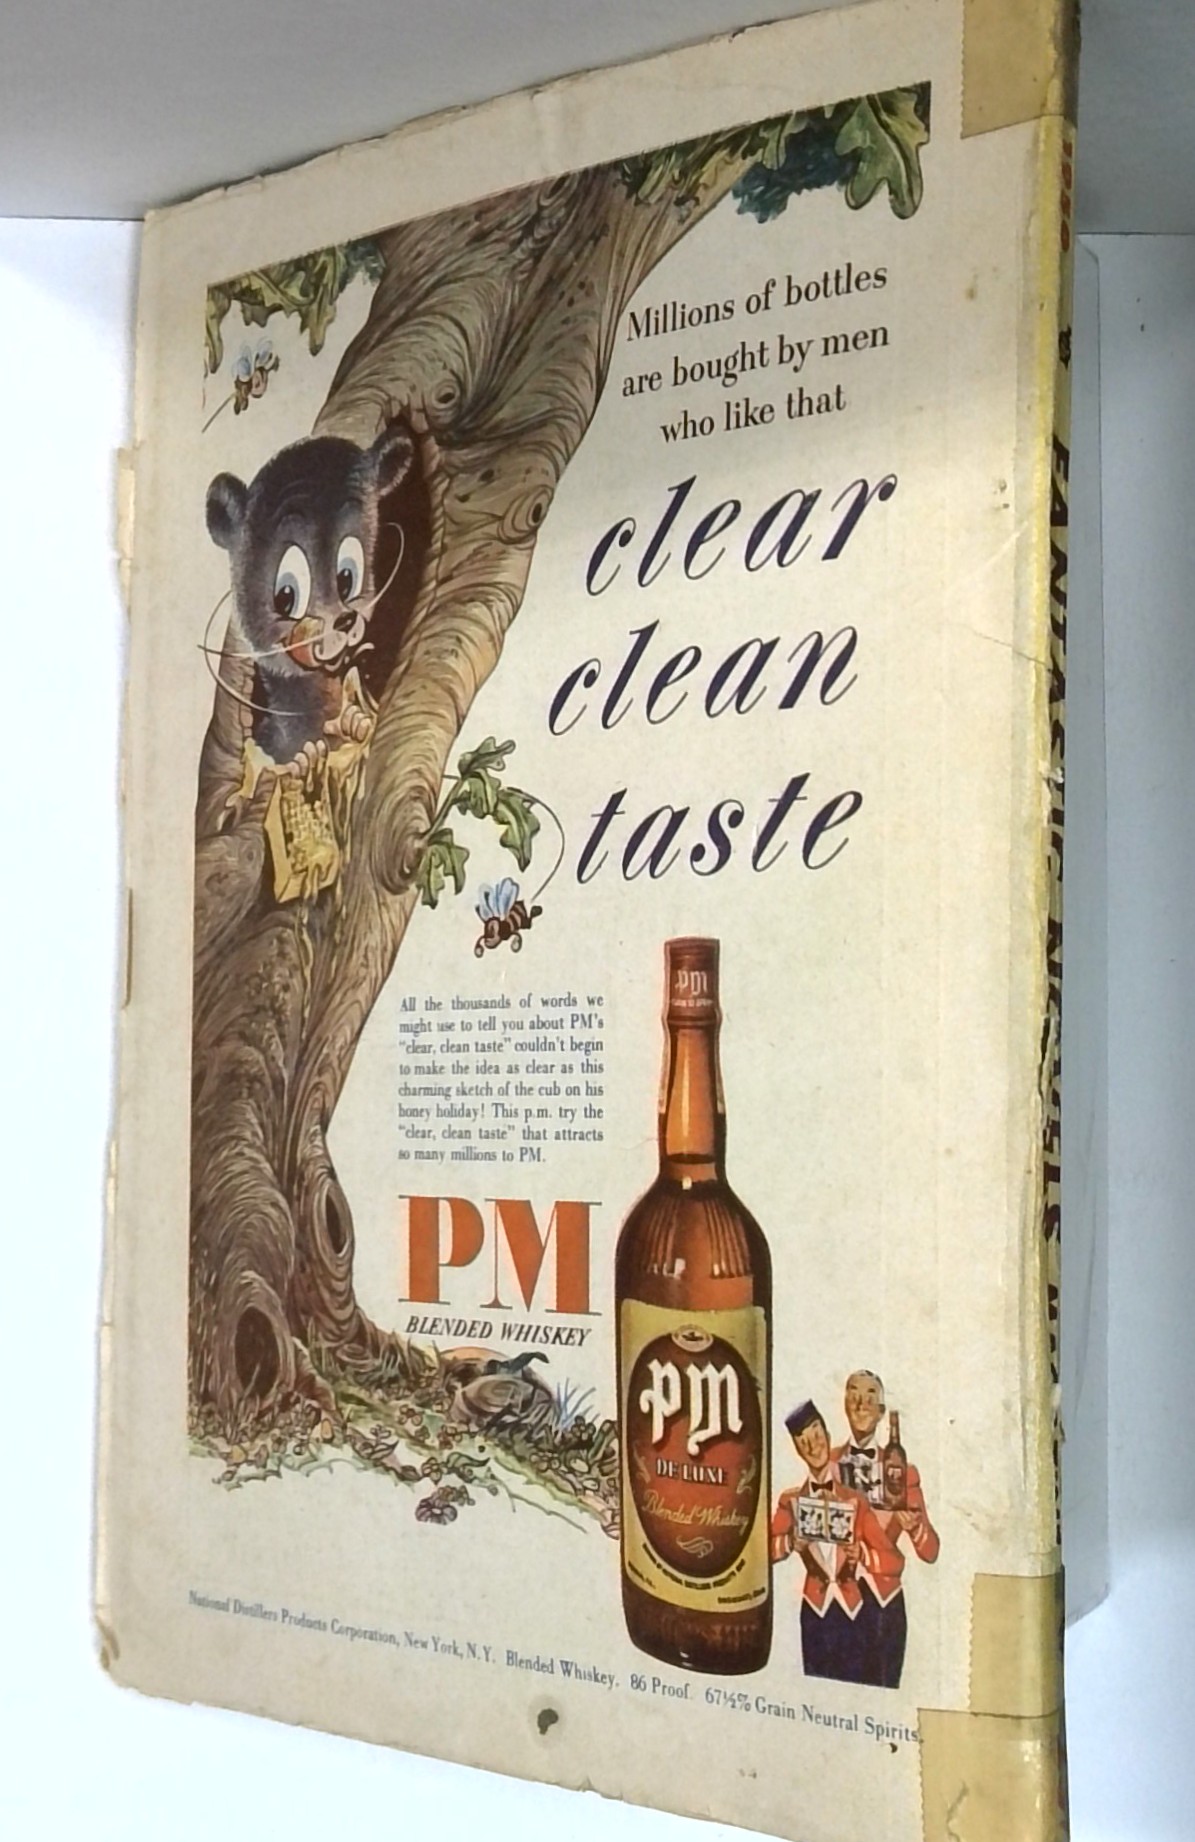 Millions of bottles
are bought by men
who like that
clear
clean
taste
All the thousands of words we
might use to tell you about PM's
"clear, clean taste" couldn't begin
to make the idea as clear as this
charming sketch of the cub on his
honey holiday! This p.m. try the
"clear, clean taste" that attracts
so many millions to PM.
PM
BLENDED WHISKEY
pm
pm
DE LUXE
Blended Whiskey
National Distillers Products Corporation, New York, N.Y. Blended Whiskey. 86 Proof. 67½% Grain Neutral Spirits.
1950
FANTASTIC NOVELS